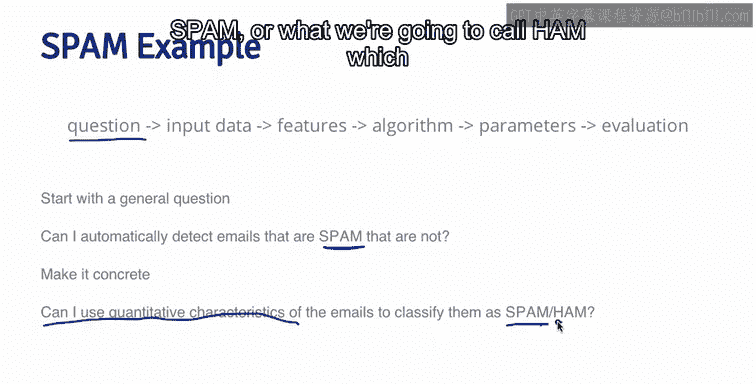 SPAM, or what we're going to call HAM
which
SPAM Example
question -> input data -> features -> algorithm -> parameters -> evaluation
Start with a general question
Can I automatically detect emails that are SPAM that are not?
Make it concrete
Can I use quantitative characteristics of the emails to classify them as SPAM/HAM?